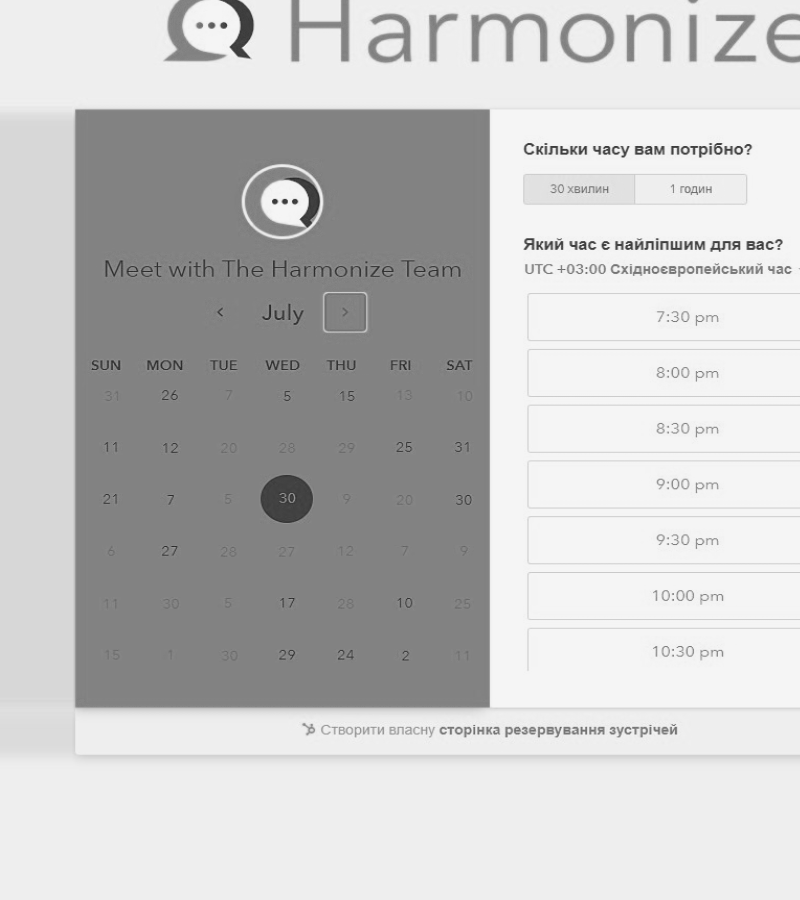 Harmonize
Meet with The Harmonize Team
July
SUN MON TUE WED THU FRI SAT
31 26 7 5 15 13 10
11 12 20 28 29 25 31
21 7 5 30 9 20 30
6 27 28 27 12 7 9
11 30 5 17 28 10 25
15 1 30 29 24 2 11
Скільки часу вам потрібно?
30 хвилин 1 годин
Який час є найліпшим для вас?
UTC +03:00 Східноєвропейський час
7:30 pm
8:00 pm
8:30 pm
9:00 pm
9:30 pm
10:00 pm
10:30 pm
Створити власну сторінка резервування зустрічей